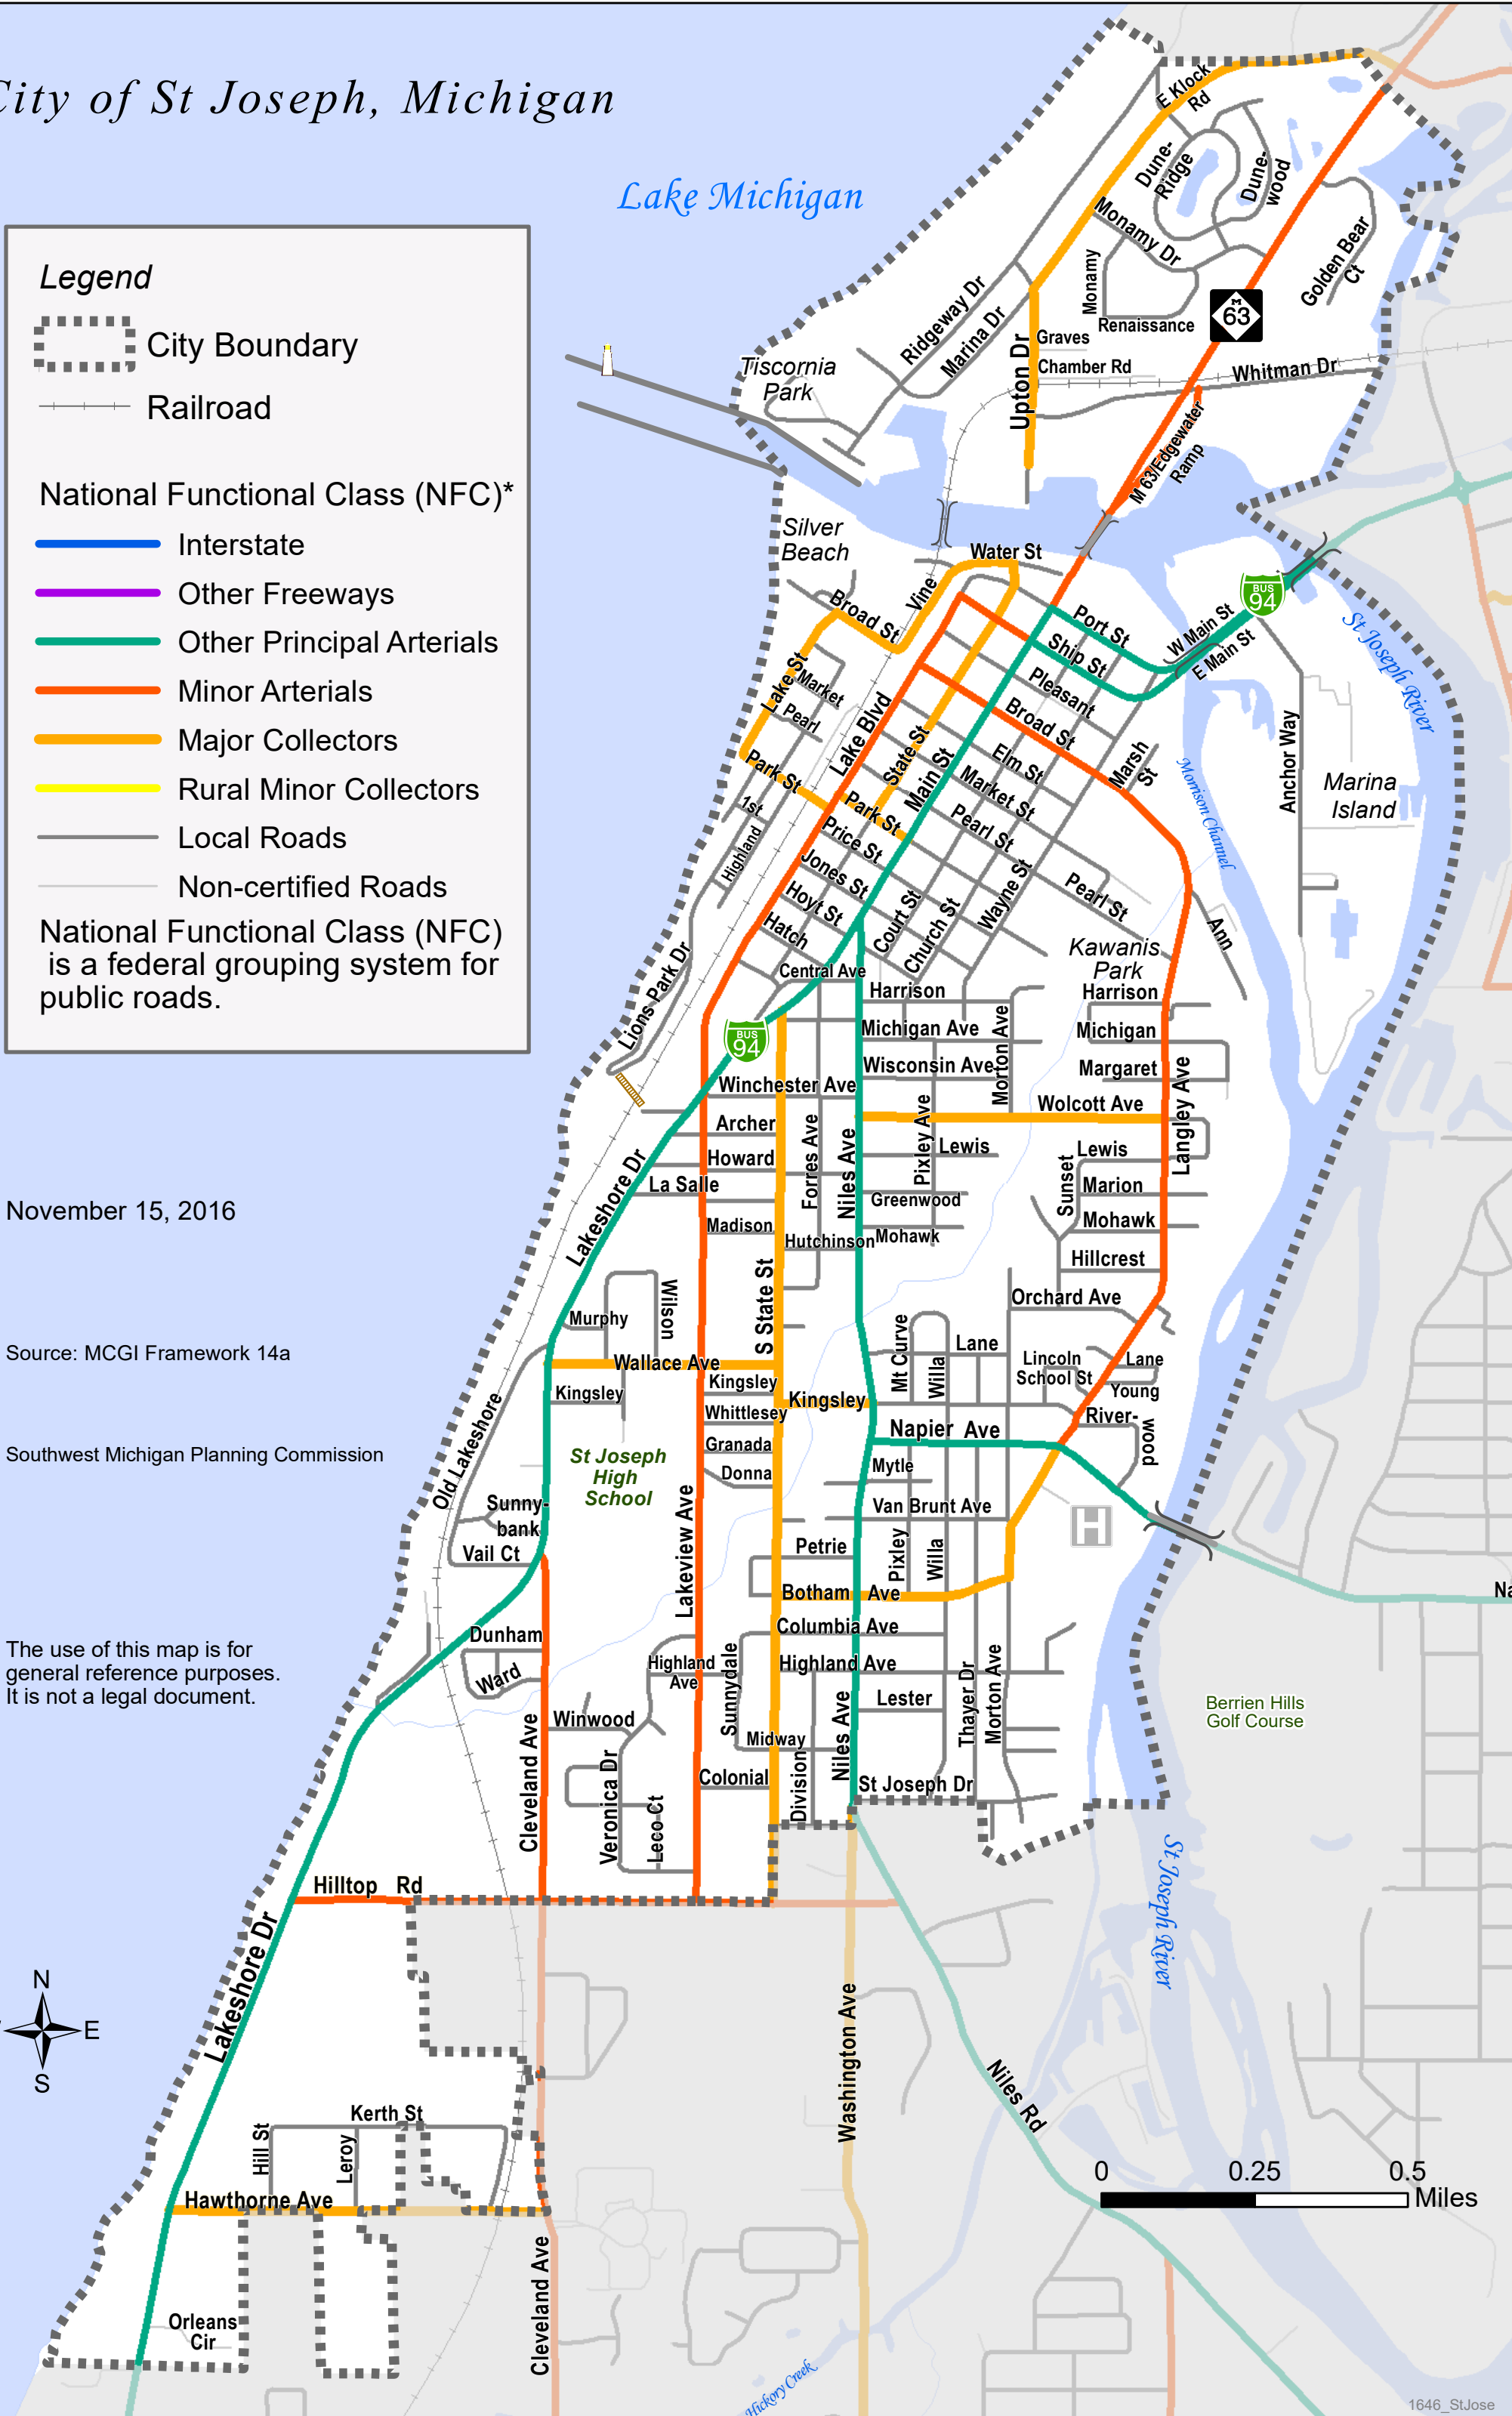 City of St Joseph, Michigan
Lake Michigan
Legend
City Boundary
Railroad
National Functional Class (NFC)*
Interstate
Other Freeways
Other Principal Arterials
Minor Arterials
Major Collectors
Rural Minor Collectors
Local Roads
Non-certified Roads
National Functional Class (NFC)
is a federal grouping system for
public roads.
November 15, 2016
Source: MCGI Framework 14a
Southwest Michigan Planning Commission
The use of this map is for
general reference purposes.
It is not a legal document.
N
E
S
E Klock
Rd
Dune-
Ridge
Dune-
wood
Monamy Dr
Monamy
Renaissance
Golden Bear
Ct
M
63
Ridgeway Dr
Marina Dr
Upton Dr
Graves
Chamber Rd
Whitman Dr
Tiscornia
Park
M 63/Edgewater
Ramp
Silver
Beach
Water St
Vine
Broad St
Port St
Ship St
W Main St
E Main St
BUS
94
St Joseph River
Lake St
Market
Pearl
Pleasant
Broad St
Lake Blvd
State St
Main St
Elm St
Market St
Marsh
St
Morrison Channel
Anchor Way
Marina
Island
Park St
Park St
1st
Highland
Price St
Pearl St
Jones St
Hoyt St
Hatch
Court St
Church St
Wayne St
Pearl St
Ann
Kawanis
Park
Lions Park Dr
Central Ave
Harrison
Harrison
Michigan Ave
Michigan
BUS
94
Wisconsin Ave
Morton Ave
Margaret
Winchester Ave
Wolcott Ave
Langley Ave
Archer
Forres Ave
Niles Ave
Pixley Ave
Lewis
Lewis
Howard
La Salle
Greenwood
Sunset
Marion
Lakeshore Dr
Madison
Hutchinson
Mohawk
Mohawk
Hillcrest
Wilson
Murphy
S State St
Orchard Ave
Wallace Ave
Mt Curve
Willa
Lane
Lincoln
School St
Lane
Young
Kingsley
Kingsley
Kingsley
Whittlesey
Napier Ave
River-
wood
Old Lakeshore
St Joseph
High
School
Granada
Donna
Mytle
Sunny-
bank
Vail Ct
Lakeview Ave
Van Brunt Ave
H
Petrie
Pixley
Willa
Botham Ave
Na
Columbia Ave
Dunham
Ward
Highland
Ave
Sunnydale
Highland Ave
Lester
Thayer Dr
Morton Ave
Berrien Hills
Golf Course
Winwood
Midway
Cleveland Ave
Veronica Dr
Leco Ct
Colonial
Division
Niles Ave
St Joseph Dr
Hilltop Rd
St Joseph River
Lakeshore Dr
Washington Ave
Niles Rd
Kerth St
Hill St
Leroy
Hawthorne Ave
0 0.25 0.5
Miles
Cleveland Ave
Orleans
Cir
Hickory Creek
1646_StJose